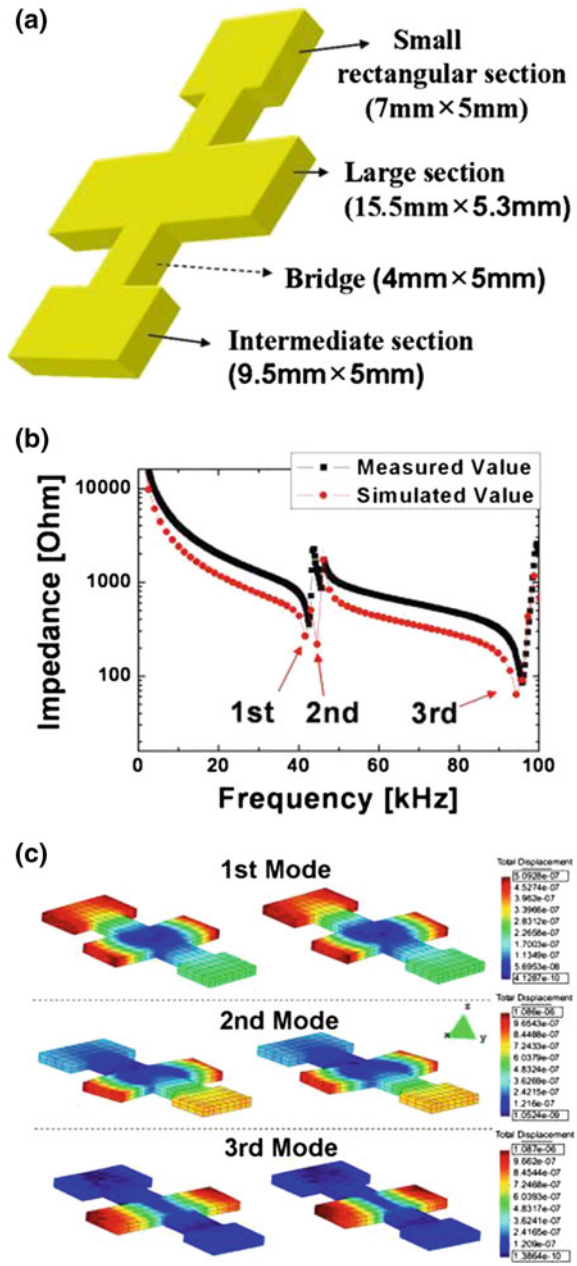 (a)
Small
rectangular section
(7mm×5mm)
Large section
(15.5mm×5.3mm)
Bridge (4mm×5mm)
Intermediate section
(9.5mm×5mm)
(b)
Impedance [Ohm]
10000
1000
100
Measured Value
Simulated Value
1st
2nd
3rd
0
20
40
60
80
100
Frequency [kHz]
(c)
1st Mode
Total Displacement
5.0928e-07
4.5274e-07
3.962e-07
3.3966e-07
2.8312e-07
2.2658e-07
1.7003e-07
1.1349e-07
5.6953e-08
4.1287e-10
2nd Mode
z
x
y
Total Displacement
1.086e-06
9.6543e-07
8.4488e-07
7.2433e-07
6.0379e-07
4.8324e-07
3.6269e-07
2.4215e-07
1.216e-07
1.0524e-09
3rd Mode
Total Displacement
1.087e-06
9.662e-07
8.4544e-07
7.2468e-07
6.0393e-07
4.8317e-07
3.6241e-07
2.4165e-07
1.209e-07
1.3864e-10